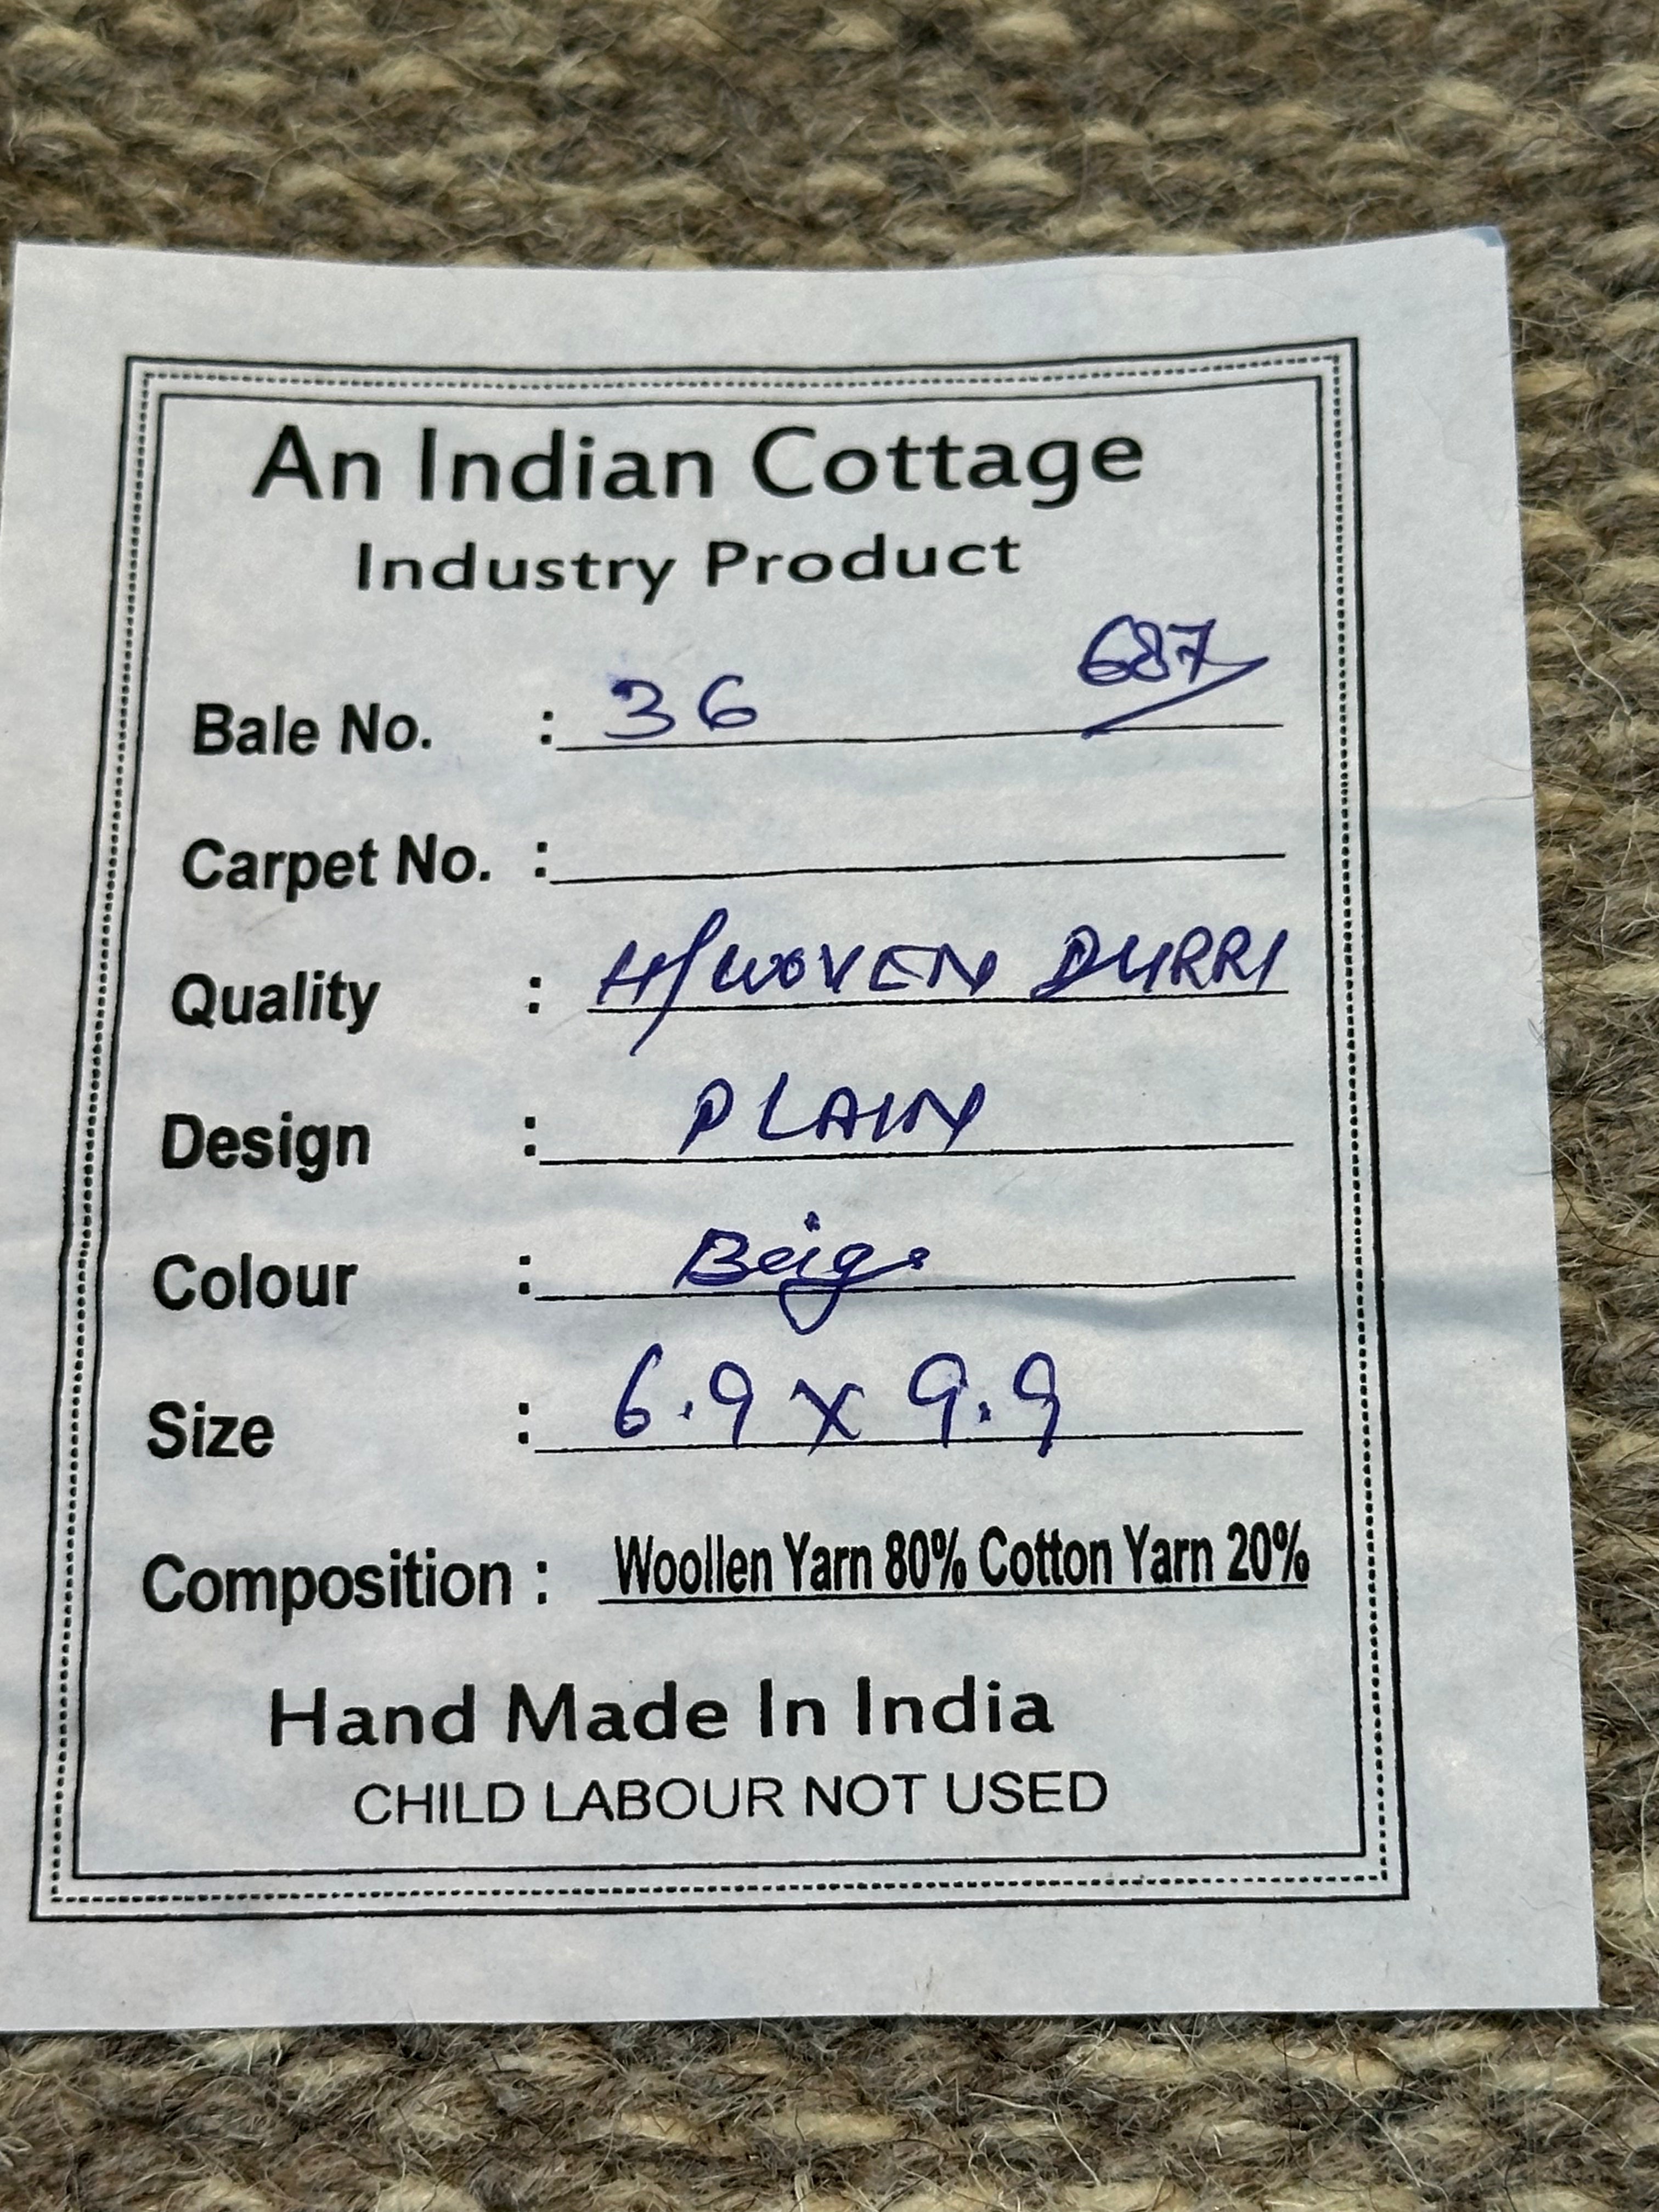 An Indian Cottage
Industry Product
687
Bale No. : 36
Carpet No. :
Quality : H/WOVEN DURRI
Design : PLAIN
Colour : Beige
Size : 6.9 x 9.9
Composition : Woollen Yarn 80% Cotton Yarn 20%
Hand Made In India
CHILD LABOUR NOT USED